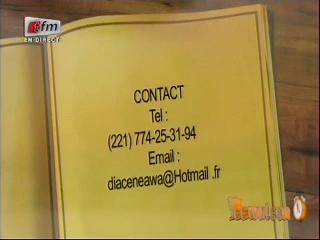 tfm
EN DIRECT
CONTACT
Tel :
(221) 774-25-31-94
Email :
diaceneawa@Hotmail .fr